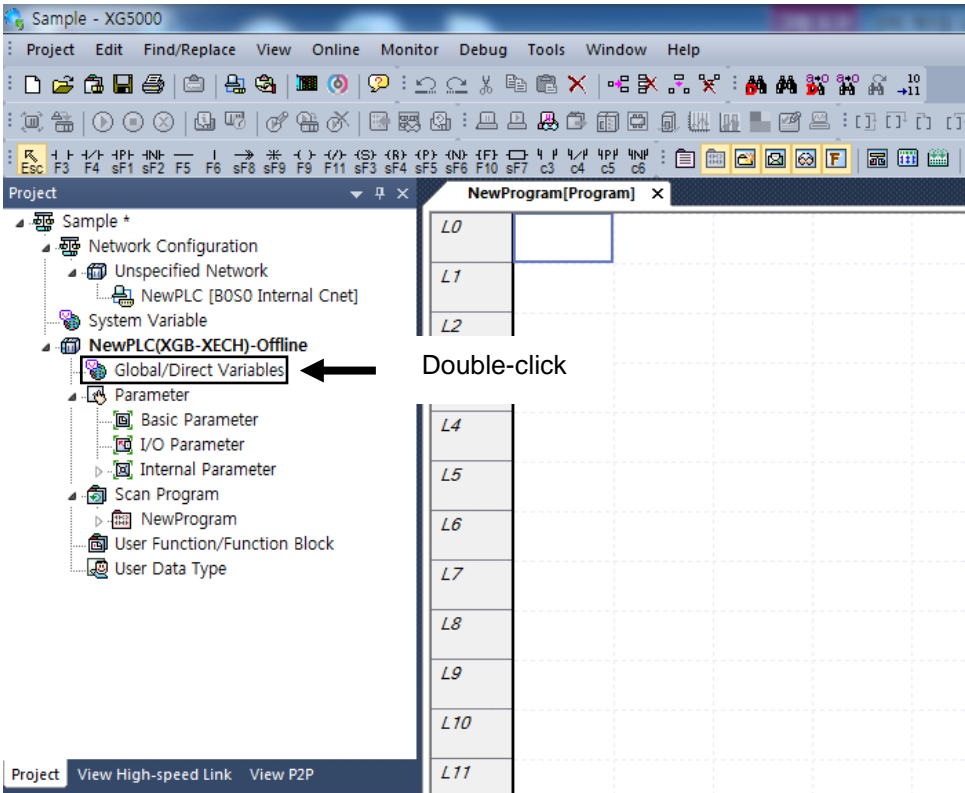 Sample - XG5000
Project Edit Find/Replace View Online Monitor Debug Tools Window Help
Esc F3 F4 sF1 sF2 F5 F6 sF8 sF9 F9 F11 sF3 sF4 sF5 sF6 F10 sF7 c3 c4 c5 c6
Project
NewProgram[Program]
Sample *
Network Configuration
Unspecified Network
NewPLC [B0S0 Internal Cnet]
System Variable
NewPLC(XGB-XECH)-Offline
Global/Direct Variables
Double-click
Parameter
Basic Parameter
I/O Parameter
Internal Parameter
Scan Program
NewProgram
User Function/Function Block
User Data Type
L0
L1
L2
L4
L5
L6
L7
L8
L9
L10
L11
Project View High-speed Link View P2P